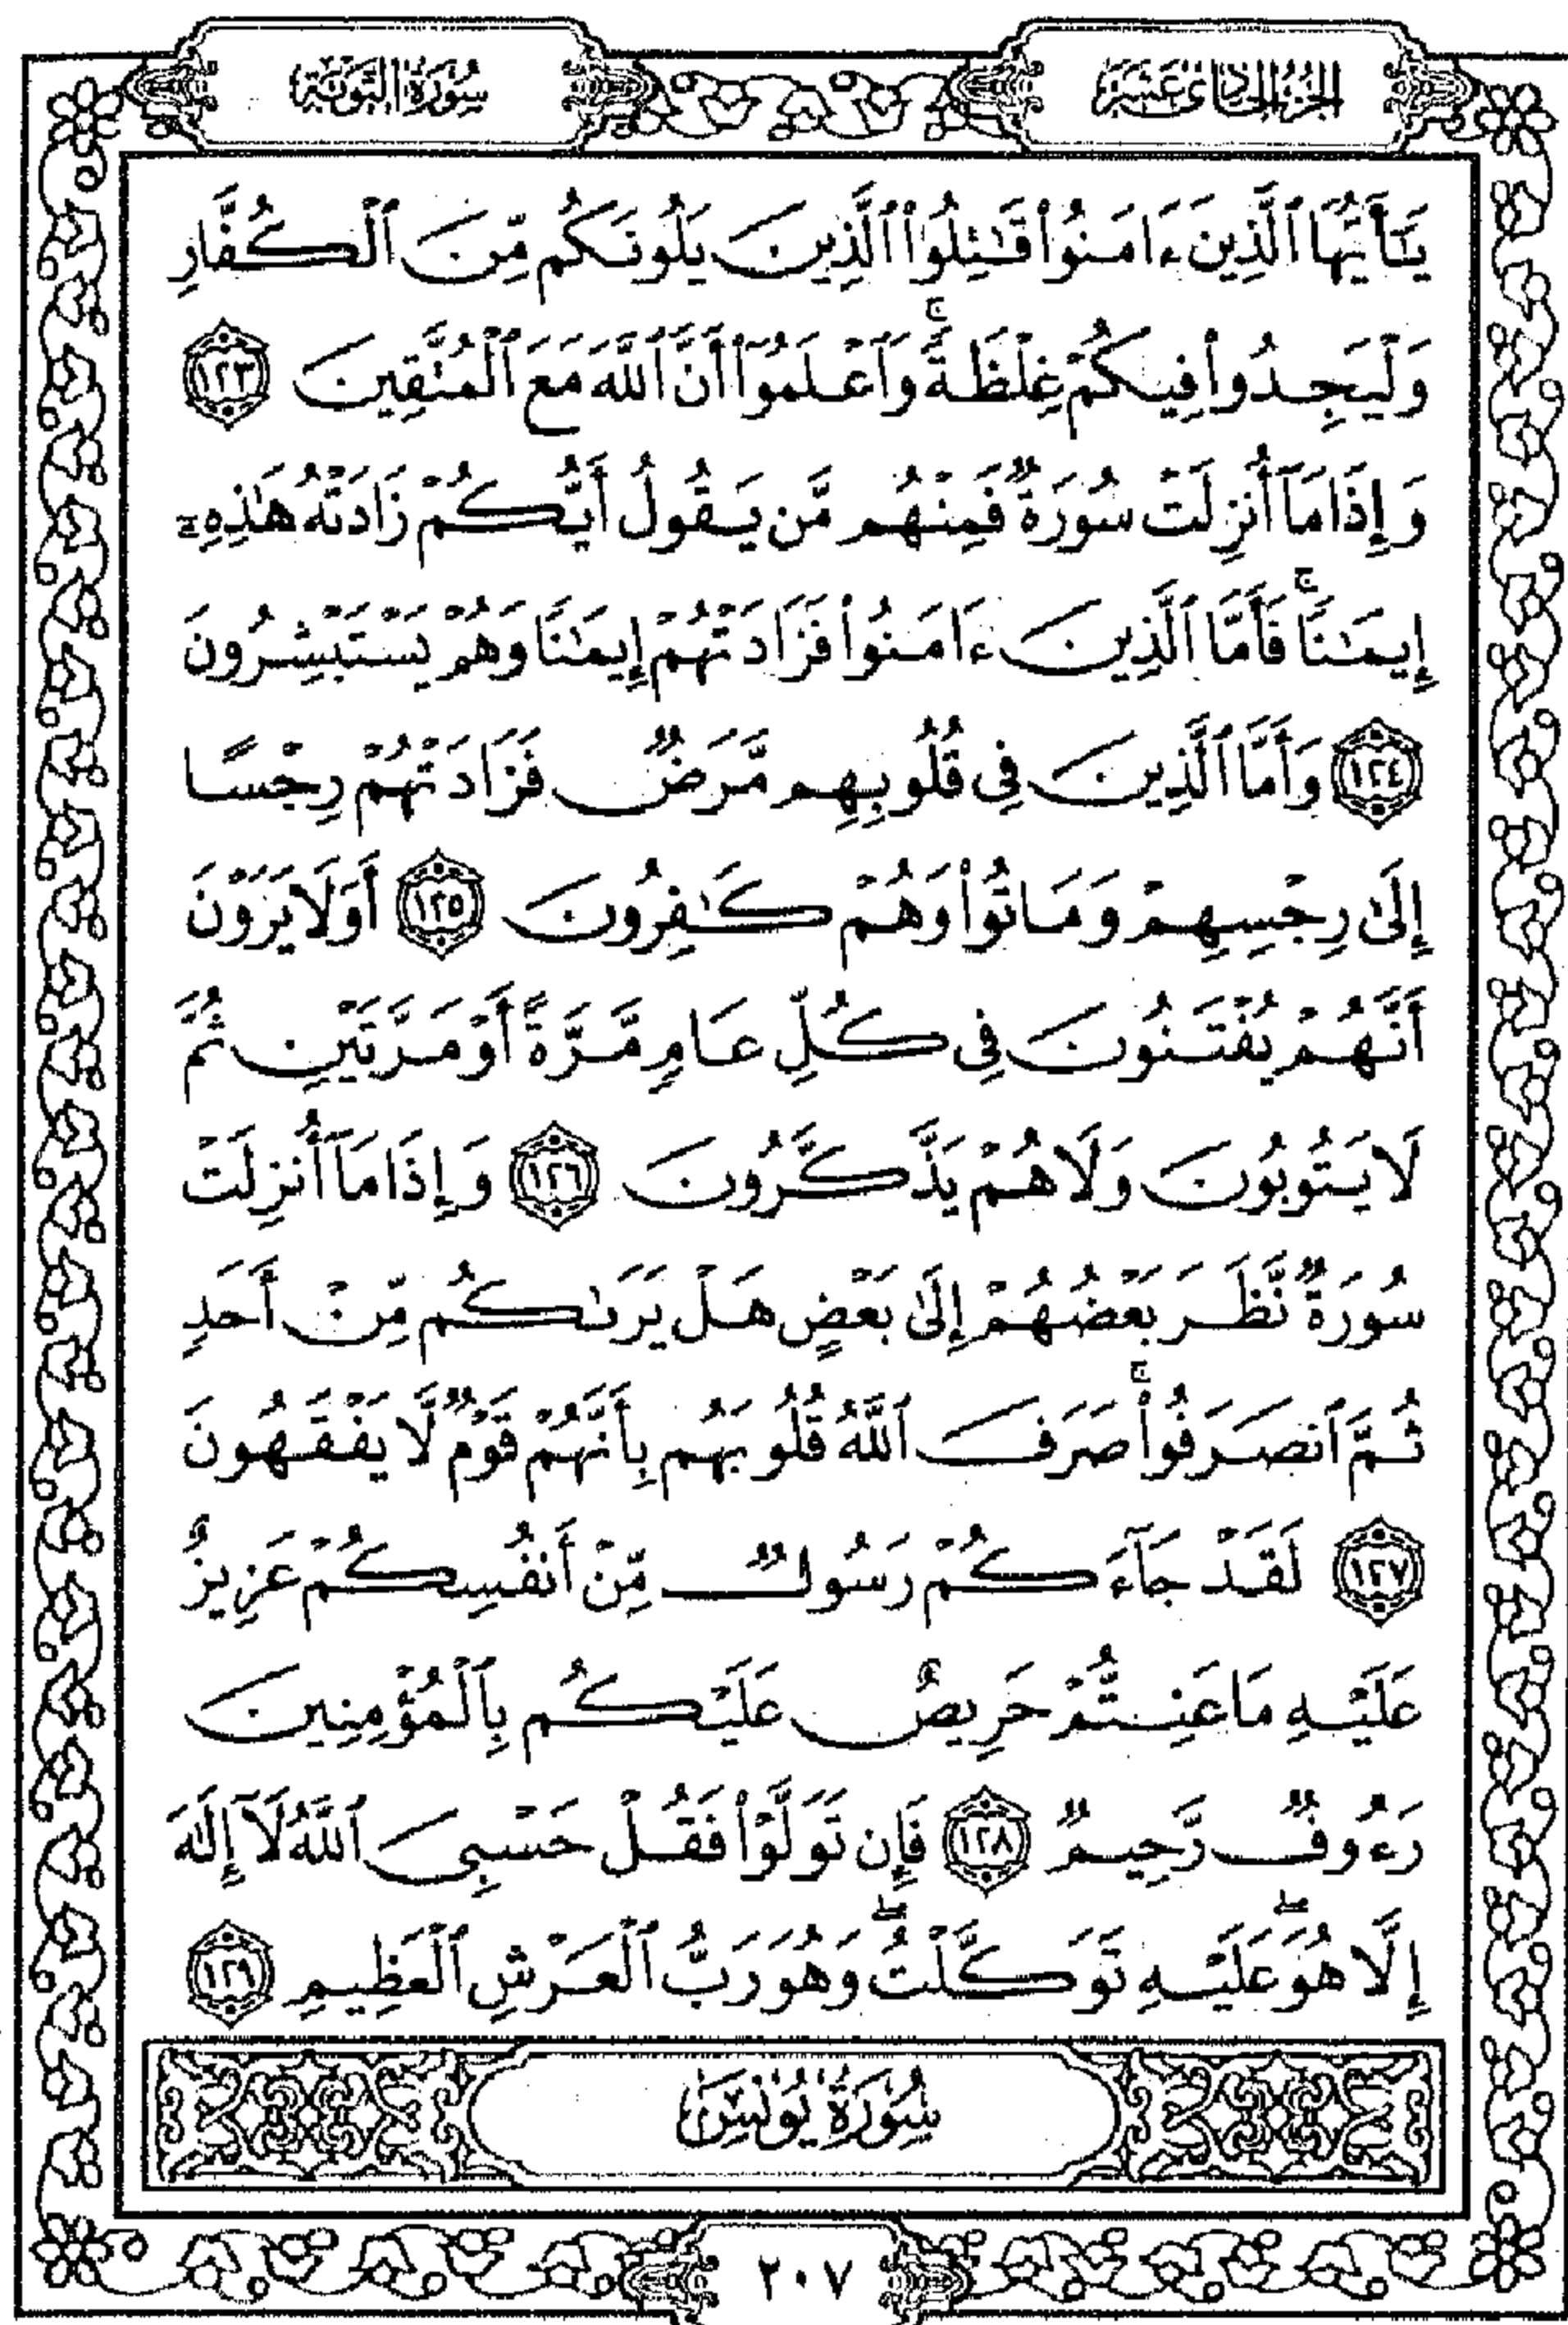 الجزء الحادى عشر
سورة التوبة
يَٰٓأَيُّهَا ٱلَّذِينَ ءَامَنُوا۟ قَٰتِلُوا۟ ٱلَّذِينَ يَلُونَكُم مِّنَ ٱلْكُفَّارِ
وَلْيَجِدُوا۟ فِيكُمْ غِلْظَةً ۚ وَٱعْلَمُوٓا۟ أَنَّ ٱللَّهَ مَعَ ٱلْمُتَّقِينَ ١٢٣
وَإِذَا مَآ أُنزِلَتْ سُورَةٌ فَمِنْهُم مَّن يَقُولُ أَيُّكُمْ زَادَتْهُ هَٰذِهِۦٓ
إِيمَٰنًا ۚ فَأَمَّا ٱلَّذِينَ ءَامَنُوا۟ فَزَادَتْهُمْ إِيمَٰنًا وَهُمْ يَسْتَبْشِرُونَ
١٢٤ وَأَمَّا ٱلَّذِينَ فِى قُلُوبِهِم مَّرَضٌ فَزَادَتْهُمْ رِجْسًا
إِلَىٰ رِجْسِهِمْ وَمَاتُوا۟ وَهُمْ كَٰفِرُونَ ١٢٥ أَوَلَا يَرَوْنَ
أَنَّهُمْ يُفْتَنُونَ فِى كُلِّ عَامٍ مَّرَّةً أَوْ مَرَّتَيْنِ ثُمَّ
لَا يَتُوبُونَ وَلَا هُمْ يَذَّكَّرُونَ ١٢٦ وَإِذَا مَآ أُنزِلَتْ
سُورَةٌ نَّظَرَ بَعْضُهُمْ إِلَىٰ بَعْضٍ هَلْ يَرَىٰكُم مِّنْ أَحَدٍ
ثُمَّ ٱنصَرَفُوا۟ ۚ صَرَفَ ٱللَّهُ قُلُوبَهُم بِأَنَّهُمْ قَوْمٌ لَّا يَفْقَهُونَ
١٢٧ لَقَدْ جَآءَكُمْ رَسُولٌ مِّنْ أَنفُسِكُمْ عَزِيزٌ
عَلَيْهِ مَا عَنِتُّمْ حَرِيصٌ عَلَيْكُم بِٱلْمُؤْمِنِينَ
رَءُوفٌ رَّحِيمٌ ١٢٨ فَإِن تَوَلَّوْا۟ فَقُلْ حَسْبِىَ ٱللَّهُ لَآ إِلَٰهَ
إِلَّا هُوَ ۖ عَلَيْهِ تَوَكَّلْتُ ۖ وَهُوَ رَبُّ ٱلْعَرْشِ ٱلْعَظِيمِ ١٢٩
سُورَةُ يُونُسَ
٢٠٧